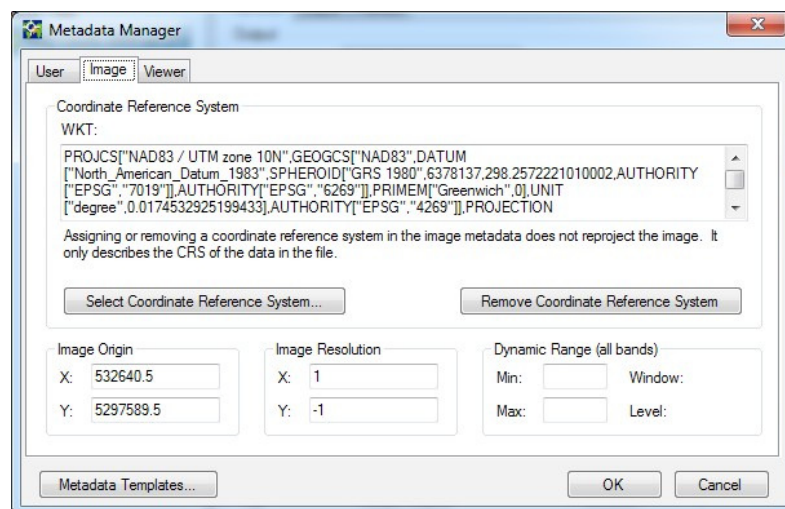 Metadata Manager
Output
User Image Viewer
Coordinate Reference System
WKT:
PROJCS["NAD83 / UTM zone 10N",GEOGCS["NAD83",DATUM
["North_American_Datum_1983",SPHEROID["GRS 1980",6378137,298.2572221010002,AUTHORITY
["EPSG","7019"]],AUTHORITY["EPSG","6269"]],PRIMEM["Greenwich",0],UNIT
["degree",0.0174532925199433],AUTHORITY["EPSG","4269"]],PROJECTION
Assigning or removing a coordinate reference system in the image metadata does not reproject the image. It
only describes the CRS of the data in the file.
Select Coordinate Reference System... Remove Coordinate Reference System
Image Origin Image Resolution Dynamic Range (all bands)
X: 532640.5 X: 1 Min: Window:
Y: 5297589.5 Y: -1 Max: Level:
Metadata Templates... OK Cancel